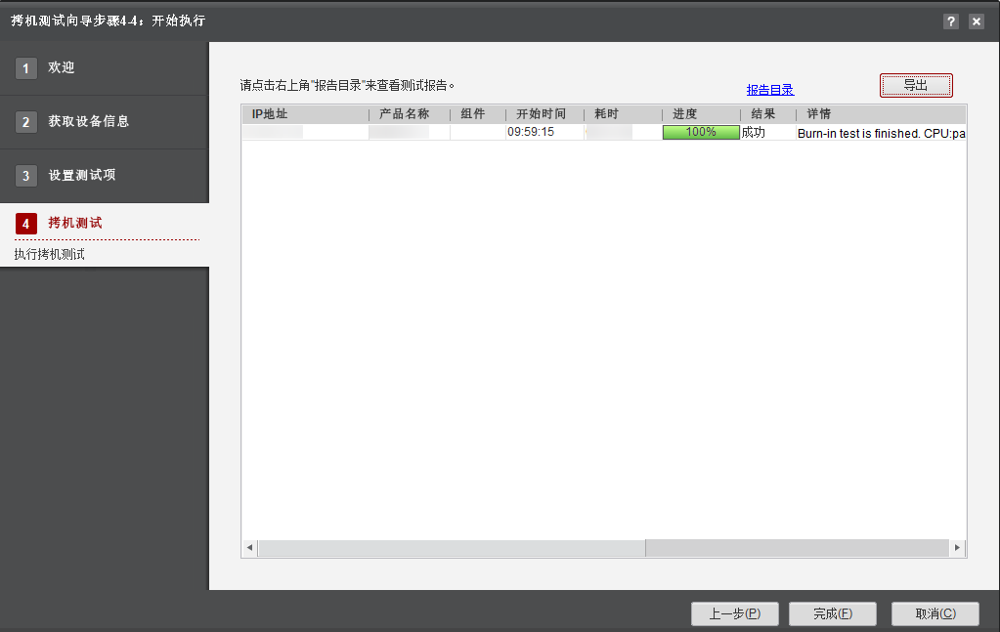 拷机测试向导步骤4-4：开始执行
? ×
1 欢迎
2 获取设备信息
3 设置测试项
4 拷机测试
执行拷机测试
请点击右上角"报告目录"来查看测试报告。
报告目录
导出
IP地址 产品名称 组件 开始时间 耗时 进度 结果 详情
09:59:15 100% 成功 Burn-in test is finished. CPU:pa
上一步(P) 完成(F) 取消(C)